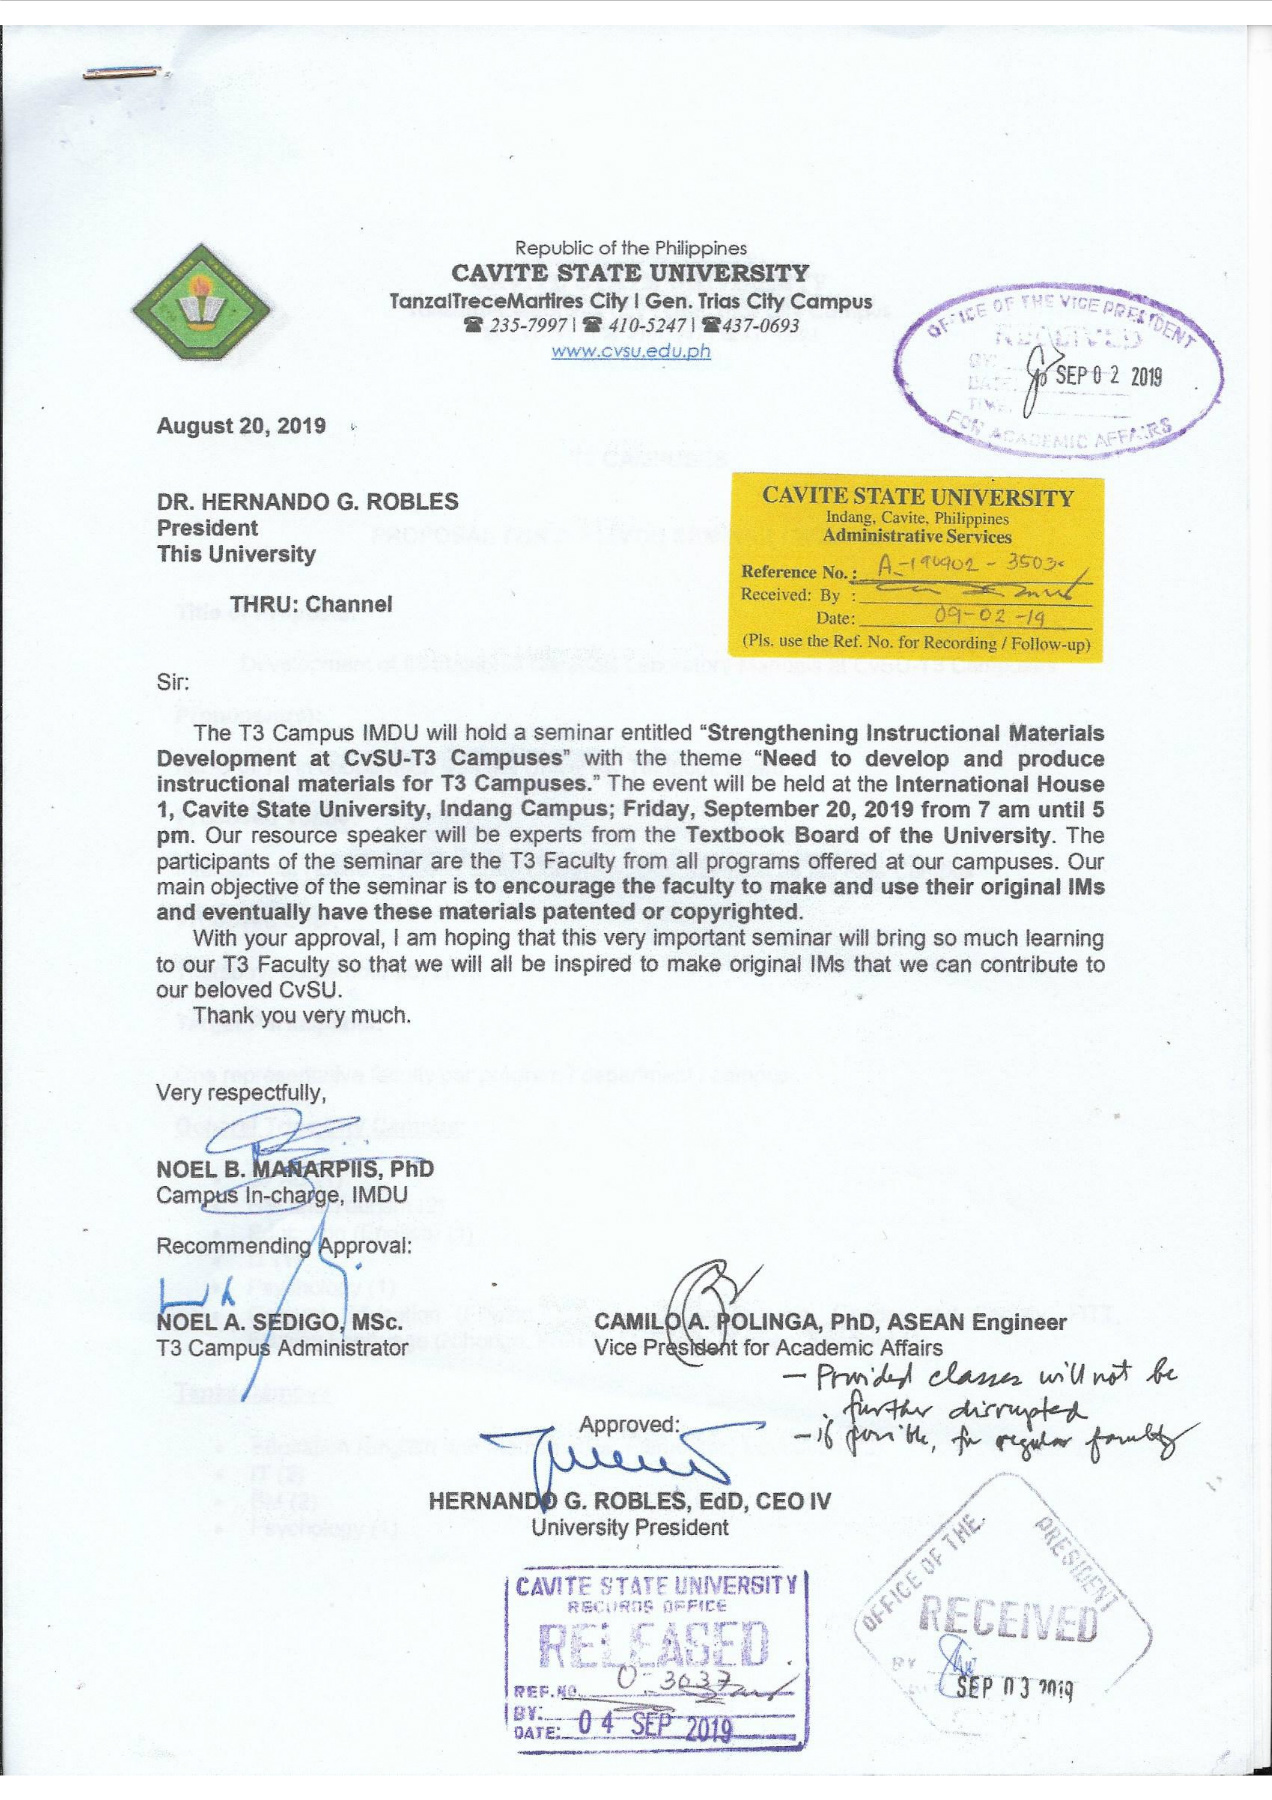 Republic of the Philippines
CAVITE STATE UNIVERSITY
Tanza|TreceMartires City | Gen. Trias City Campus
☎ 235-7997 | ☎ 410-5247 | ☎437-0693
www.cvsu.edu.ph
OFFICE OF THE VICE PRESIDENT
RECEIVED
BY:
DATE:
TIME:
SEP 02 2019
FOR ACADEMIC AFFAIRS
August 20, 2019
DR. HERNANDO G. ROBLES
President
This University
THRU: Channel
CAVITE STATE UNIVERSITY
Indang, Cavite, Philippines
Administrative Services
Reference No.: A-190902-3503
Received: By :
Date: 09-02-19
(Pls. use the Ref. No. for Recording / Follow-up)
Sir:
The T3 Campus IMDU will hold a seminar entitled “Strengthening Instructional Materials
Development at CvSU-T3 Campuses” with the theme “Need to develop and produce
instructional materials for T3 Campuses.” The event will be held at the International House
1, Cavite State University, Indang Campus; Friday, September 20, 2019 from 7 am until 5
pm. Our resource speaker will be experts from the Textbook Board of the University. The
participants of the seminar are the T3 Faculty from all programs offered at our campuses. Our
main objective of the seminar is to encourage the faculty to make and use their original IMs
and eventually have these materials patented or copyrighted.
With your approval, I am hoping that this very important seminar will bring so much learning
to our T3 Faculty so that we will all be inspired to make original IMs that we can contribute to
our beloved CvSU.
Thank you very much.
Very respectfully,
NOEL B. MANARPIIS, PhD
Campus In-charge, IMDU
Recommending Approval:
NOEL A. SEDIGO, MSc.
T3 Campus Administrator
CAMILO A. POLINGA, PhD, ASEAN Engineer
Vice President for Academic Affairs
- Provided classes will not be
further disrupted
- if possible, for regular faculty
Approved:
HERNANDO G. ROBLES, EdD, CEO IV
University President
CAVITE STATE UNIVERSITY
RECORDS OFFICE
RELEASED
REF.NO. 0-3037
BY:
DATE: 04 SEP 2019
OFFICE OF THE PRESIDENT
RECEIVED
BY
SEP 03 2019